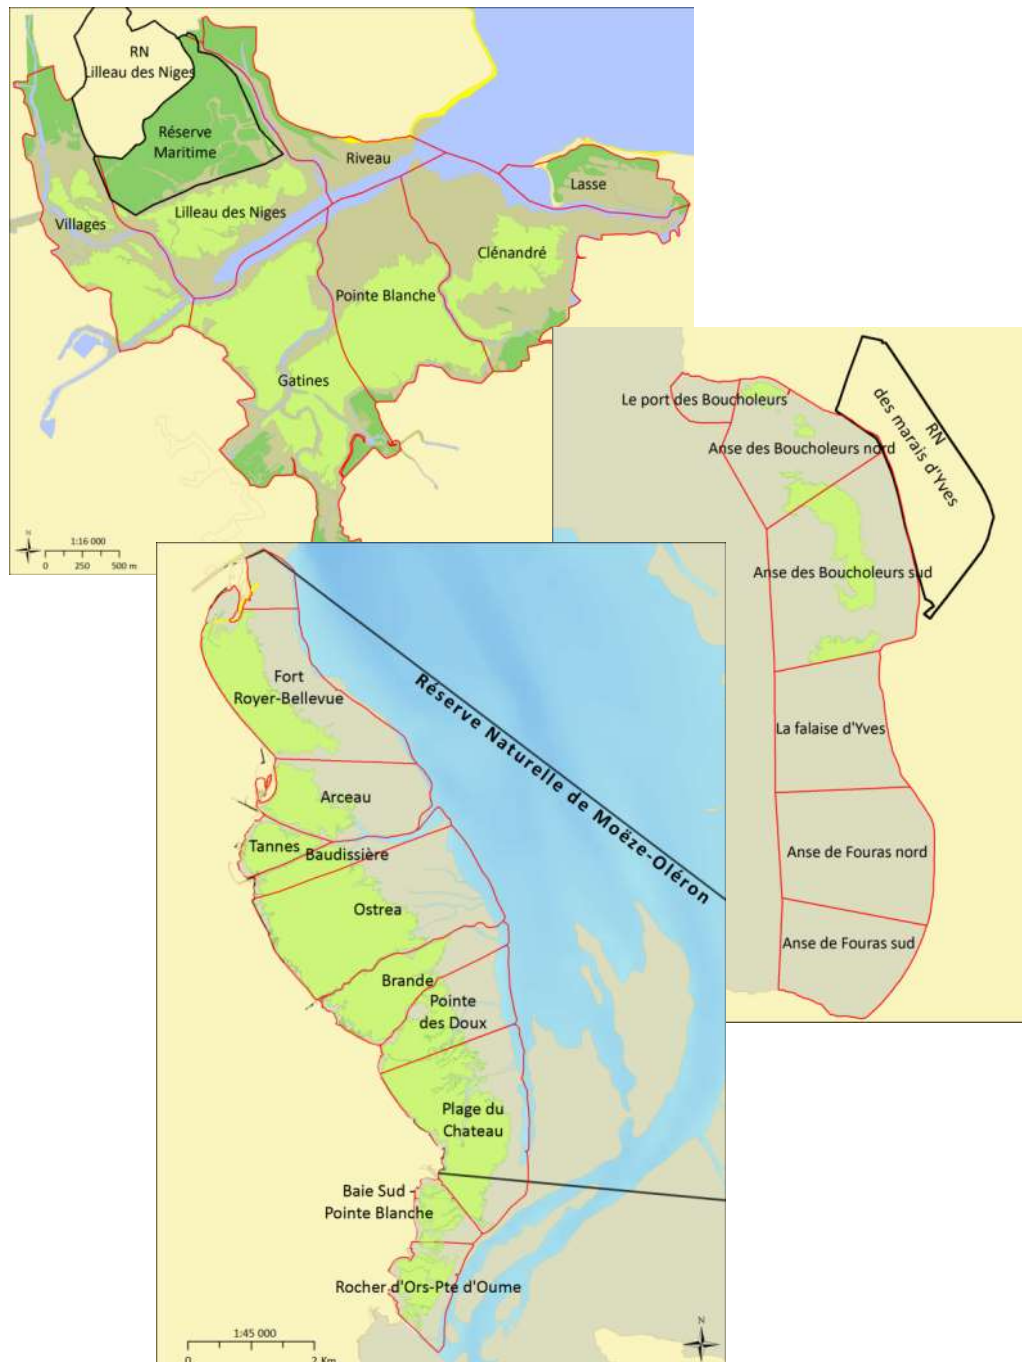 RN
Lilleau des Niges
Réserve
Maritime
Riveau
Lasse
Villages
Lilleau des Niges
Clénandré
Pointe Blanche
Gatines
N
1:16 000
0 250 500 m
Le port des Boucholeurs
RN
des marais d'Yves
Anse des Boucholeurs nord
Anse des Boucholeurs sud
La falaise d'Yves
Anse de Fouras nord
Anse de Fouras sud
Fort
Royer-Bellevue
Réserve Naturelle de Moëze-Oléron
Arceau
Tannes
Baudissière
Ostrea
Brande
Pointe
des Doux
Plage du
Chateau
Baie Sud -
Pointe Blanche
Rocher d'Ors-Pte d'Oume
N
1:45 000
0 2 Km